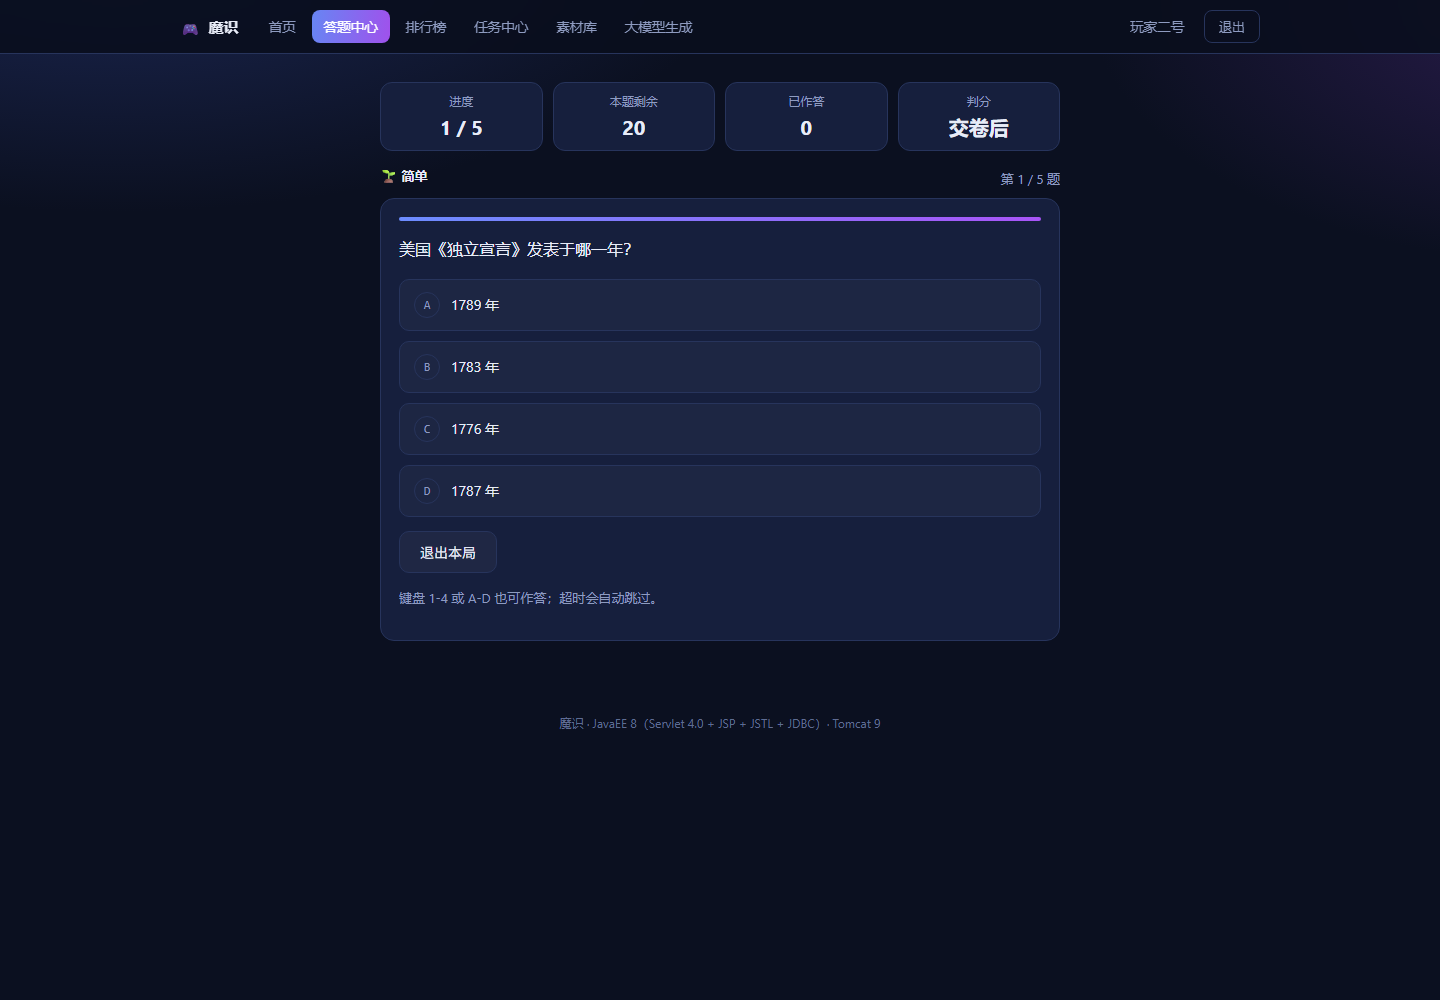 魔识 首页 答题中心 排行榜 任务中心 素材库 大模型生成 玩家二号 退出
进度 本题剩余 已作答 判分
1 / 5 20 0 交卷后
简单 第 1 / 5 题
美国《独立宣言》发表于哪一年？
A 1789 年
B 1783 年
C 1776 年
D 1787 年
退出本局
键盘 1-4 或 A-D 也可作答；超时会自动跳过。
魔识 · JavaEE 8（Servlet 4.0 + JSP + JSTL + JDBC）· Tomcat 9